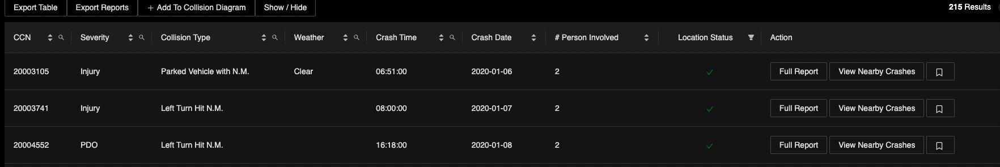 Export Table Export Reports + Add To Collision Diagram Show / Hide 215 Results
CCN Severity Collision Type Weather Crash Time Crash Date # Person Involved Location Status Action
20003105 Injury Parked Vehicle with N.M. Clear 06:51:00 2020-01-06 2 Full Report View Nearby Crashes
20003741 Injury Left Turn Hit N.M. 08:00:00 2020-01-07 2 Full Report View Nearby Crashes
20004552 PDO Left Turn Hit N.M. 16:18:00 2020-01-08 2 Full Report View Nearby Crashes